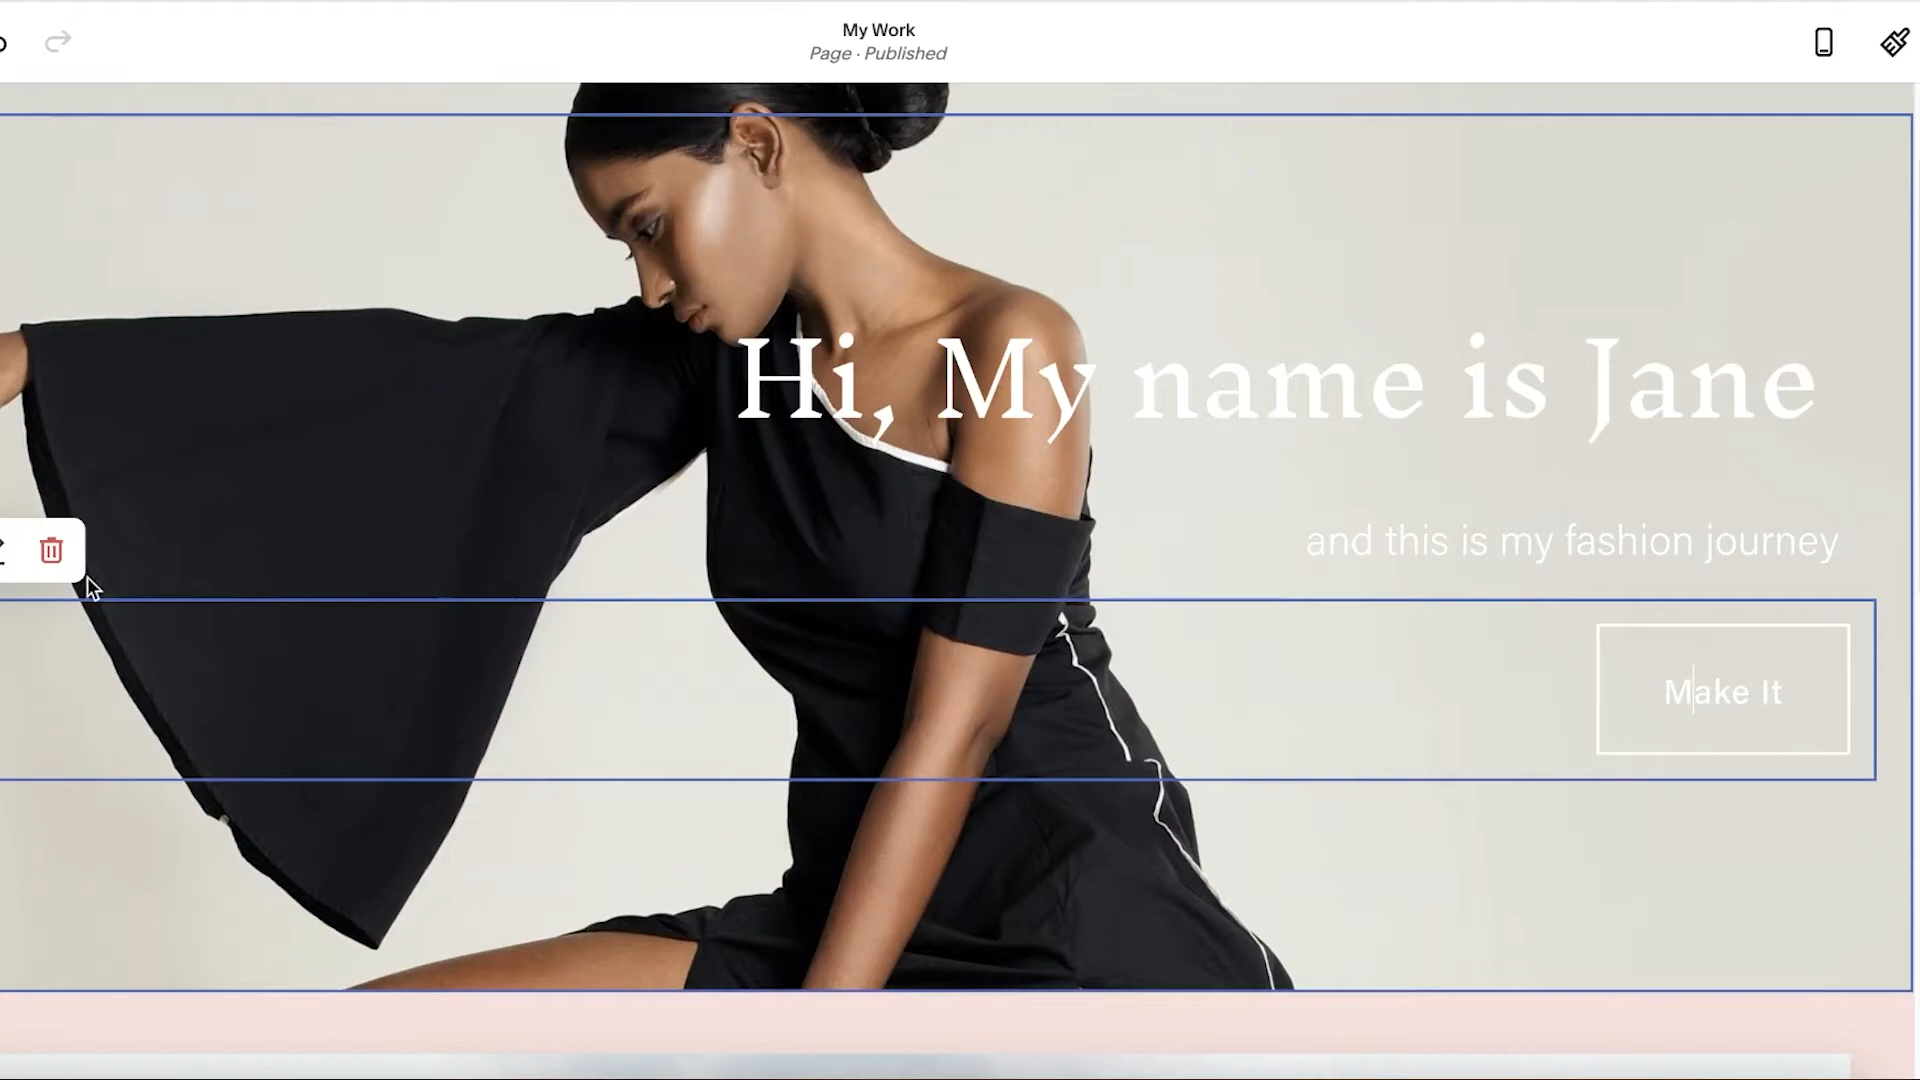 My Work
Page · Published
Hi, My name is Jane
and this is my fashion journey
Make It